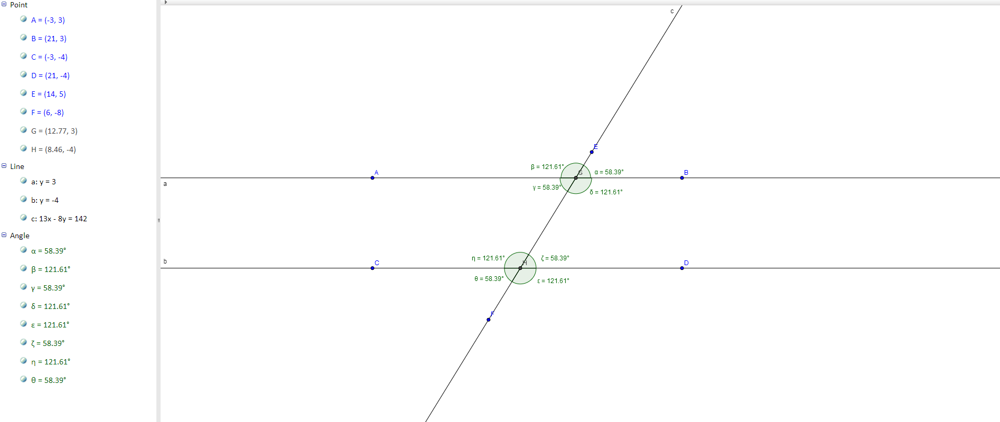 Point
A = (-3, 3)
B = (21, 3)
C = (-3, -4)
D = (21, -4)
E = (14, 5)
F = (6, -8)
G = (12.77, 3)
H = (8.46, -4)
Line
a: y = 3
b: y = -4
c: 13x - 8y = 142
Angle
α = 58.39°
β = 121.61°
γ = 58.39°
δ = 121.61°
ε = 121.61°
ζ = 58.39°
η = 121.61°
θ = 58.39°
c
E
β = 121.61°
G
α = 58.39°
A
B
a
γ = 58.39°
δ = 121.61°
b
η = 121.61°
H
ζ = 58.39°
C
D
θ = 58.39°
ε = 121.61°
F